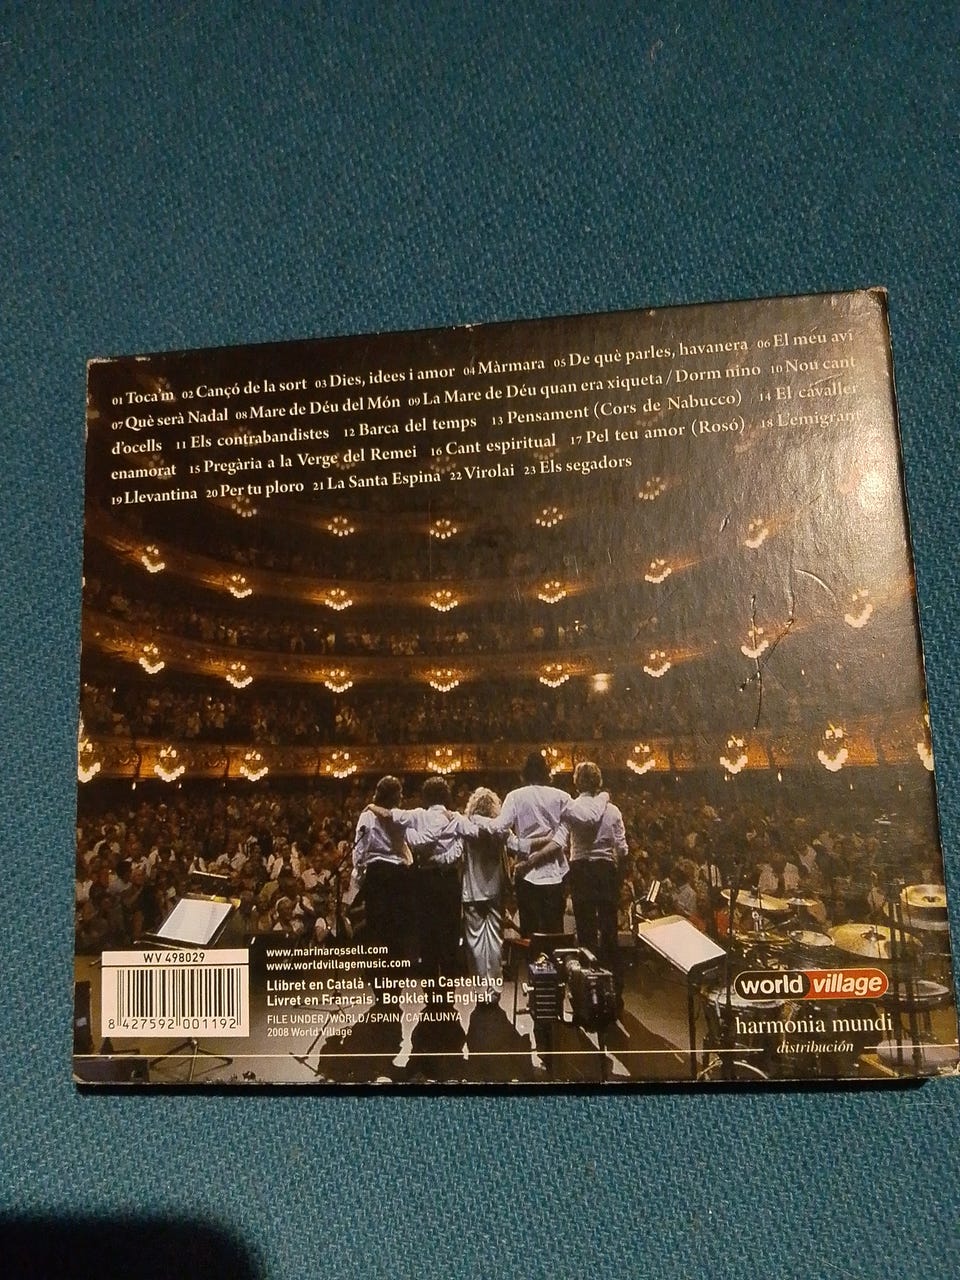 01 Toca'm 02 Cançó de la sort 03 Dies, idees i amor 04 Màrmara 05 De què parles, havanera 06 El meu avi
07 Què serà Nadal 08 Mare de Déu del Món 09 La Mare de Déu quan era xiqueta / Dorm nino 10 Nou cant
d'ocells 11 Els contrabandistes 12 Barca del temps 13 Pensament (Cors de Nabucco) 14 El cavaller
enamorat 15 Pregària a la Verge del Remei 16 Cant espiritual 17 Pel teu amor (Rosó) 18 L'emigrant
19 Llevantina 20 Per tu ploro 21 La Santa Espina 22 Virolai 23 Els segadors
WV 498029
8 427592 001192
www.marinarossell.com
www.worldvillagemusic.com
Llibret en Català · Libreto en Castellano
Livret en Français · Booklet in English
FILE UNDER/WORLD/SPAIN/CATALUNYA
2008 World Village
world village
harmonia mundi
distribución